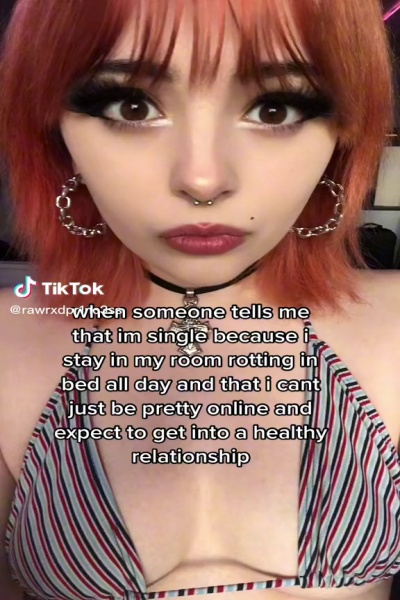 TikTok
when someone tells me
that im single because i
stay in my room rotting in
bed all day and that i cant
just be pretty online and
expect to get into a healthy
relationship